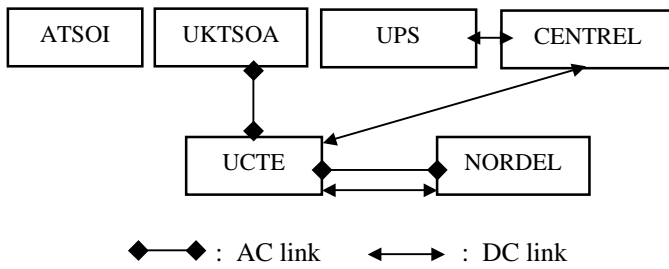 ATSOI UKTSOA UPS CENTREL
UCTE NORDEL
: AC link : DC link